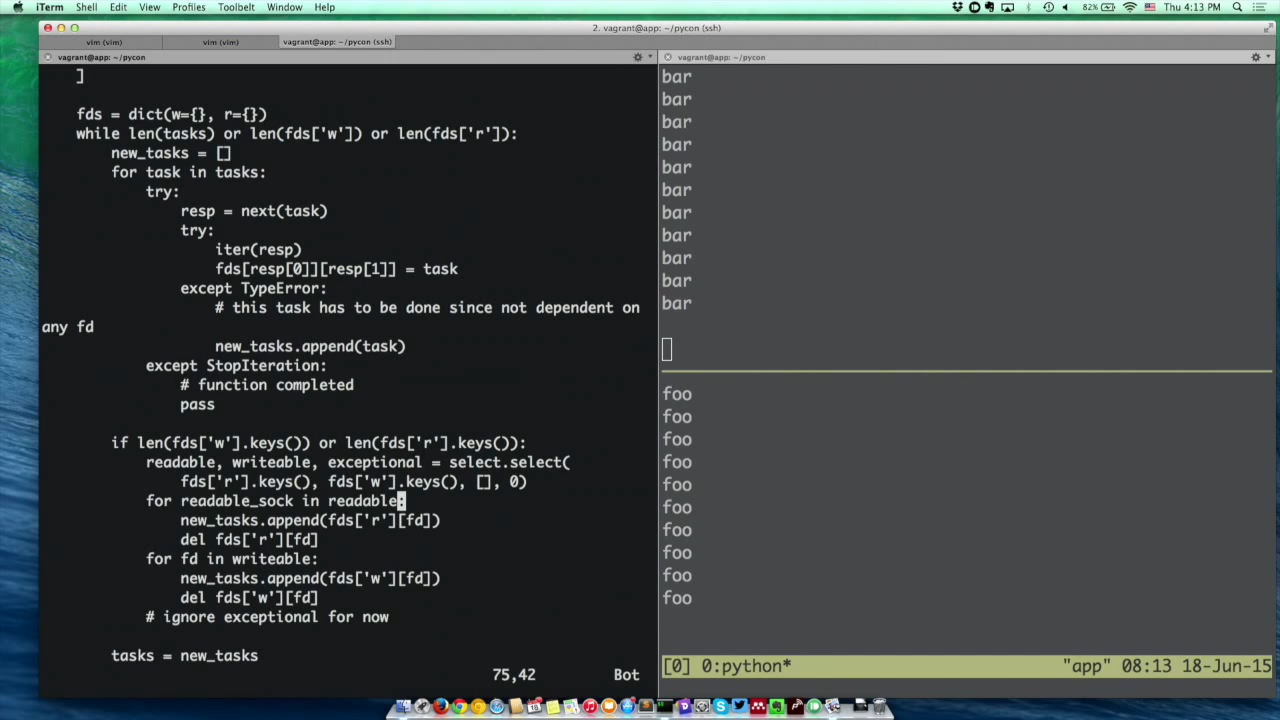 iTerm Shell Edit View Profiles Toolbelt Window Help 82% Thu 4:13 PM
2. vagrant@app: ~/pycon (ssh)
vim (vim) vim (vim) vagrant@app: ~/pycon (ssh)
vagrant@app: ~/pycon
    ]

    fds = dict(w={}, r={})
    while len(tasks) or len(fds['w']) or len(fds['r']):
        new_tasks = []
        for task in tasks:
            try:
                resp = next(task)
                try:
                    iter(resp)
                    fds[resp[0]][resp[1]] = task
                except TypeError:
                    # this task has to be done since not dependent on
any fd
                    new_tasks.append(task)
            except StopIteration:
                # function completed
                pass

        if len(fds['w'].keys()) or len(fds['r'].keys()):
            readable, writeable, exceptional = select.select(
                fds['r'].keys(), fds['w'].keys(), [], 0)
            for readable_sock in readable:
                new_tasks.append(fds['r'][fd])
                del fds['r'][fd]
            for fd in writeable:
                new_tasks.append(fds['w'][fd])
                del fds['w'][fd]
            # ignore exceptional for now

        tasks = new_tasks
75,42 Bot
vagrant@app: ~/pycon
bar
bar
bar
bar
bar
bar
bar
bar
bar
bar
bar
foo
foo
foo
foo
foo
foo
foo
foo
foo
foo
[0] 0:python* "app" 08:13 18-Jun-15